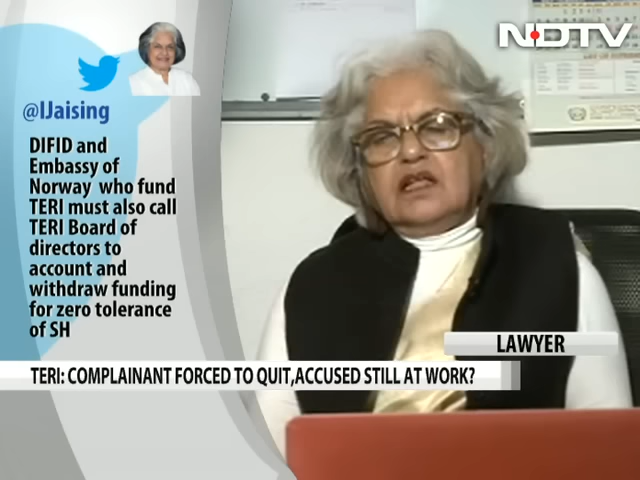 NDTV
@IJaising
DIFID and
Embassy of
Norway who fund
TERI must also call
TERI Board of
directors to
account and
withdraw funding
for zero tolerance
of SH
LAWYER
TERI: COMPLAINANT FORCED TO QUIT,ACCUSED STILL AT WORK?